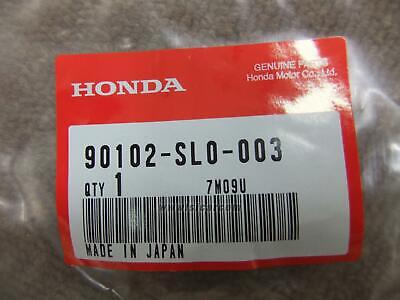 HONDA
GENUINE PARTS
Honda Motor Co., Ltd.
90102-SL0-003
QTY 1 7M09U
MADE IN JAPAN